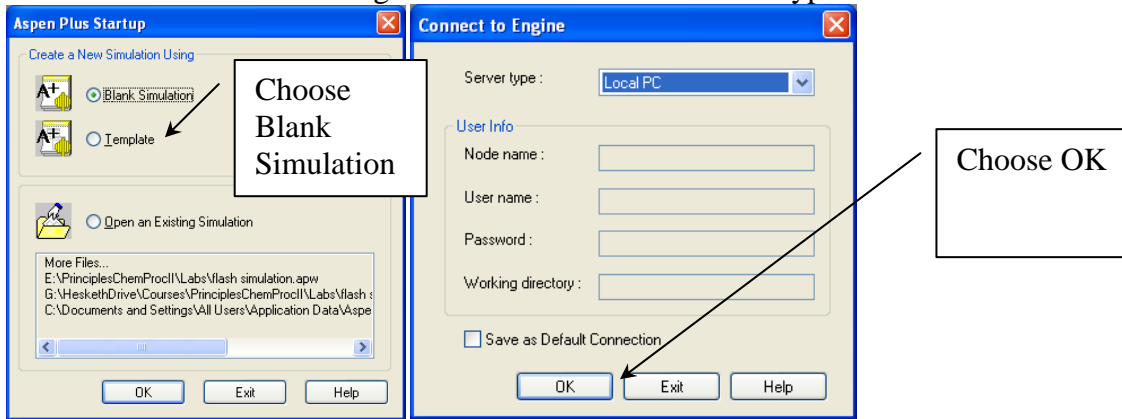 Aspen Plus Startup
Create a New Simulation Using
Blank Simulation
Template
Choose
Blank
Simulation
Open an Existing Simulation
More Files...
E:\PrinciplesChemProcII\Labs\flash simulation.apw
G:\HeskethDrive\Courses\PrinciplesChemProcII\Labs\flash s
C:\Documents and Settings\All Users\Application Data\Aspe
OK Exit Help
Connect to Engine
Server type :
Local PC
User Info
Node name :
User name :
Password :
Working directory :
Save as Default Connection
OK Exit Help
Choose OK